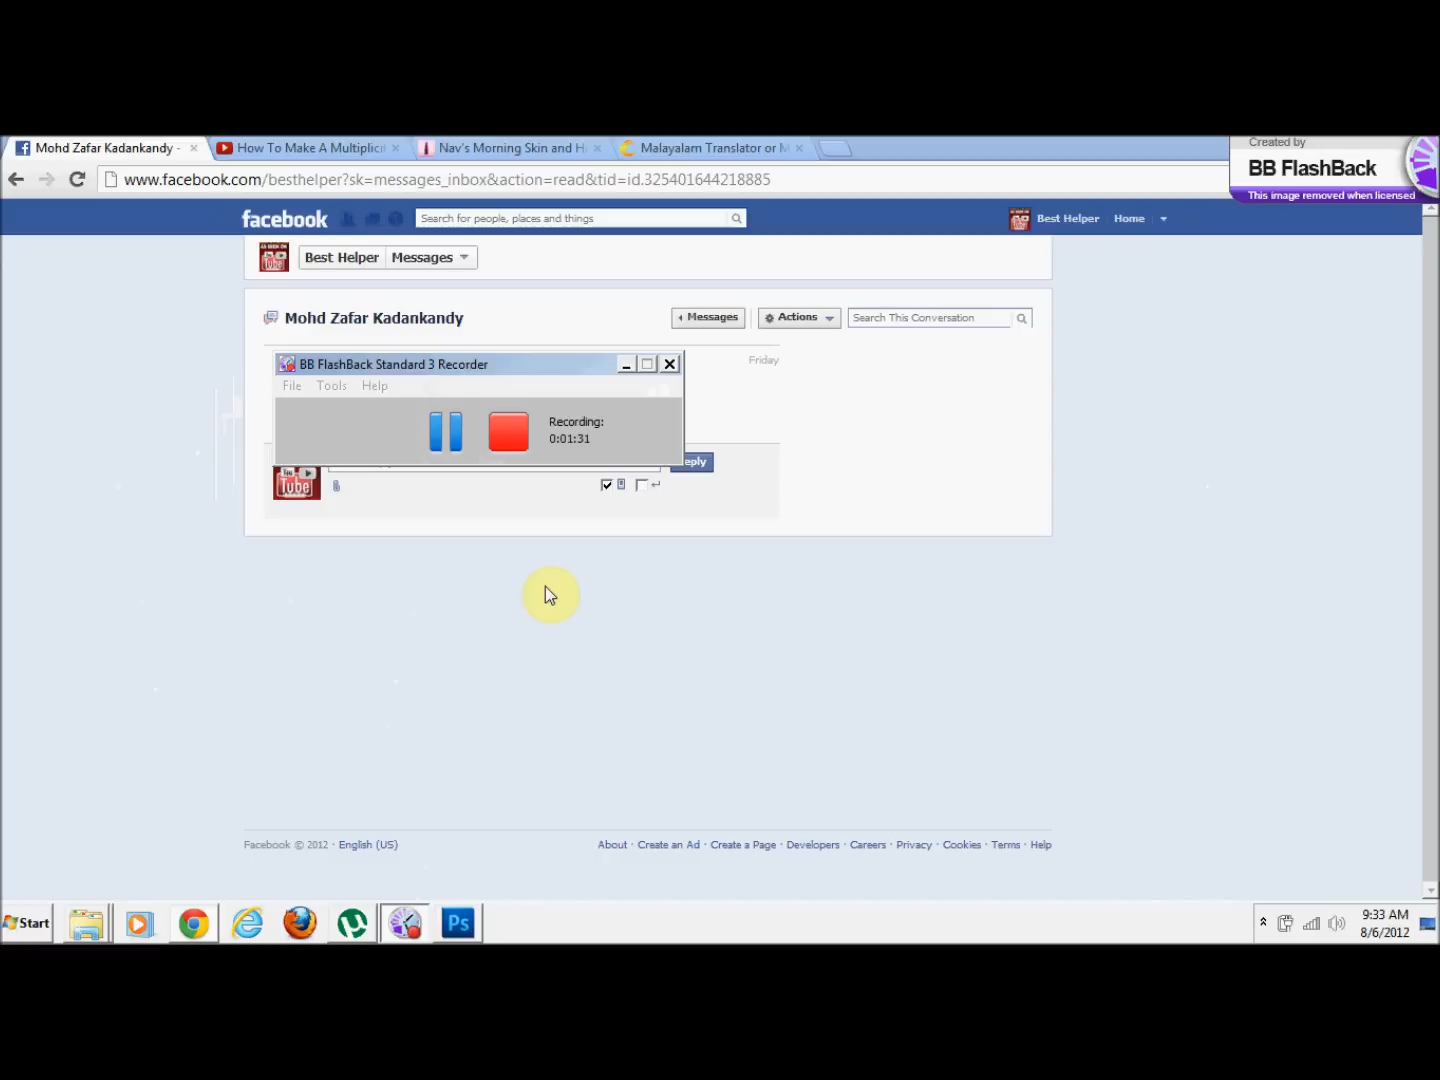 Mohd Zafar Kadankandy -
How To Make A Multiplici
Nav's Morning Skin and H
Malayalam Translator or M
Created by
BB FlashBack
This image removed when licensed
www.facebook.com/besthelper?sk=messages_inbox&action=read&tid=id.325401644218885
facebook
Search for people, places and things
Best Helper
Home
Best Helper
Messages
Mohd Zafar Kadankandy
Messages
Actions
Search This Conversation
Friday
BB FlashBack Standard 3 Recorder
File Tools Help
Recording:
0:01:31
eply
You
Tube
Facebook © 2012 · English (US)
About · Create an Ad · Create a Page · Developers · Careers · Privacy · Cookies · Terms · Help
Start
Ps
9:33 AM
8/6/2012